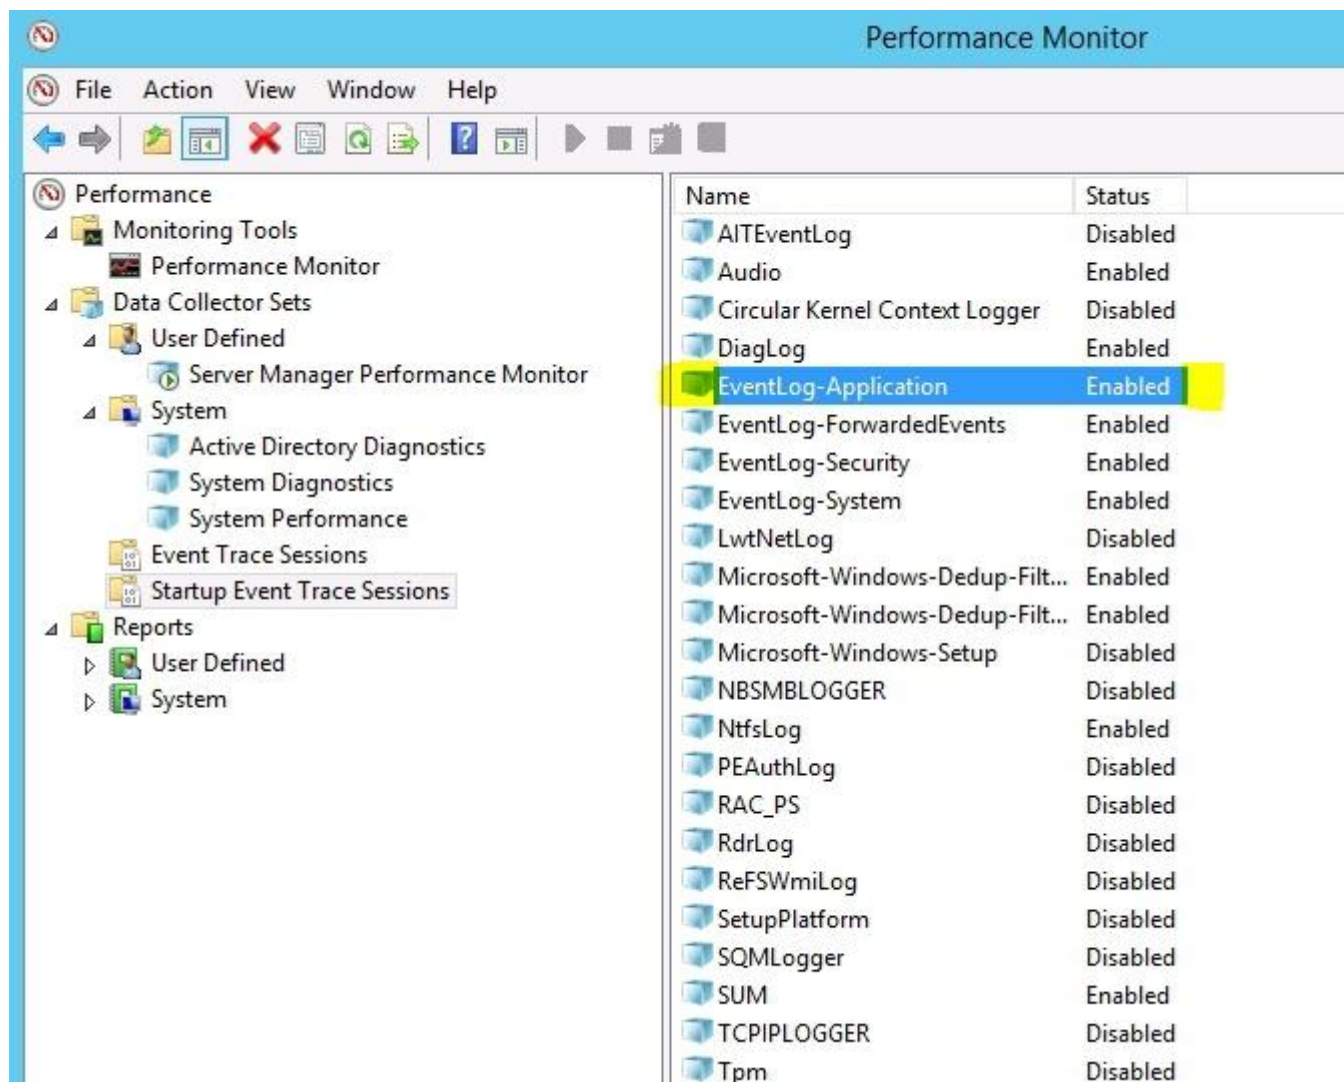 Performance Monitor
File Action View Window Help
Performance
Monitoring Tools
Performance Monitor
Data Collector Sets
User Defined
Server Manager Performance Monitor
System
Active Directory Diagnostics
System Diagnostics
System Performance
Event Trace Sessions
Startup Event Trace Sessions
Reports
User Defined
System
Name Status
AITEventLog Disabled
Audio Enabled
Circular Kernel Context Logger Disabled
DiagLog Enabled
EventLog-Application Enabled
EventLog-ForwardedEvents Enabled
EventLog-Security Enabled
EventLog-System Enabled
LwtNetLog Disabled
Microsoft-Windows-Dedup-Filt... Enabled
Microsoft-Windows-Dedup-Filt... Enabled
Microsoft-Windows-Setup Disabled
NBSMBLOGGER Disabled
NtfsLog Enabled
PEAuthLog Disabled
RAC_PS Disabled
RdrLog Disabled
ReFSWmiLog Disabled
SetupPlatform Disabled
SQMLogger Disabled
SUM Enabled
TCPIPLOGGER Disabled
Tpm Disabled